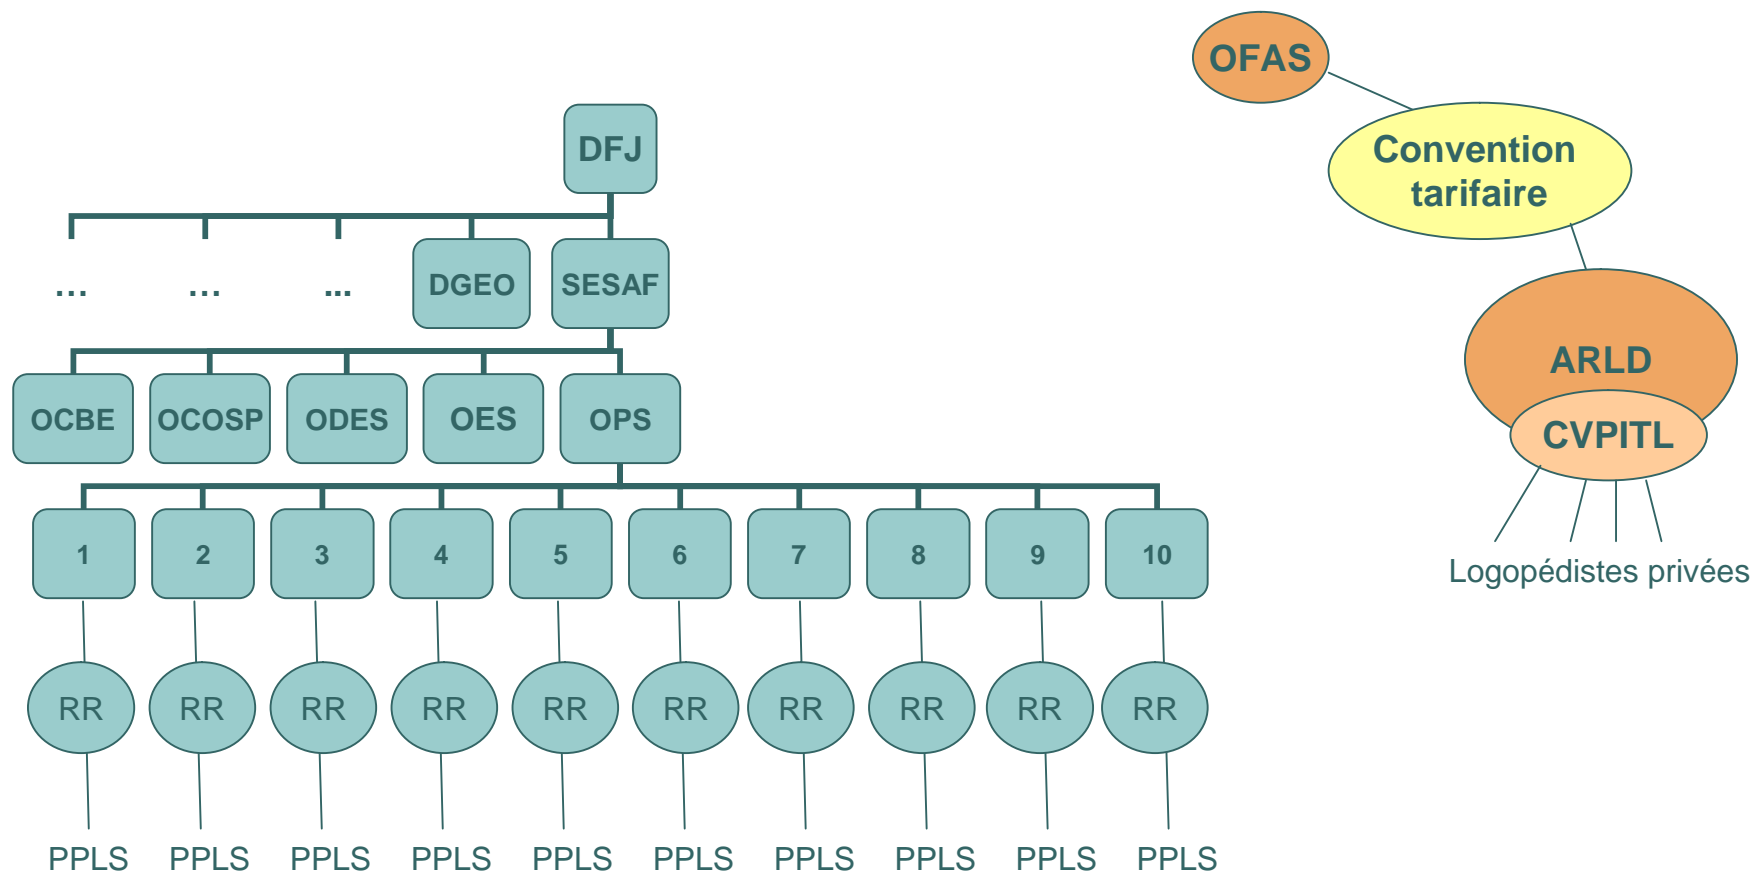 OFAS
Convention
tarifaire
DFJ
… … ... DGEO SESAF
ARLD
OCBE OCOSP ODES OES OPS
CVPITL
1 2 3 4 5 6 7 8 9 10
Logopédistes privées
RR RR RR RR RR RR RR RR RR RR
PPLS PPLS PPLS PPLS PPLS PPLS PPLS PPLS PPLS PPLS